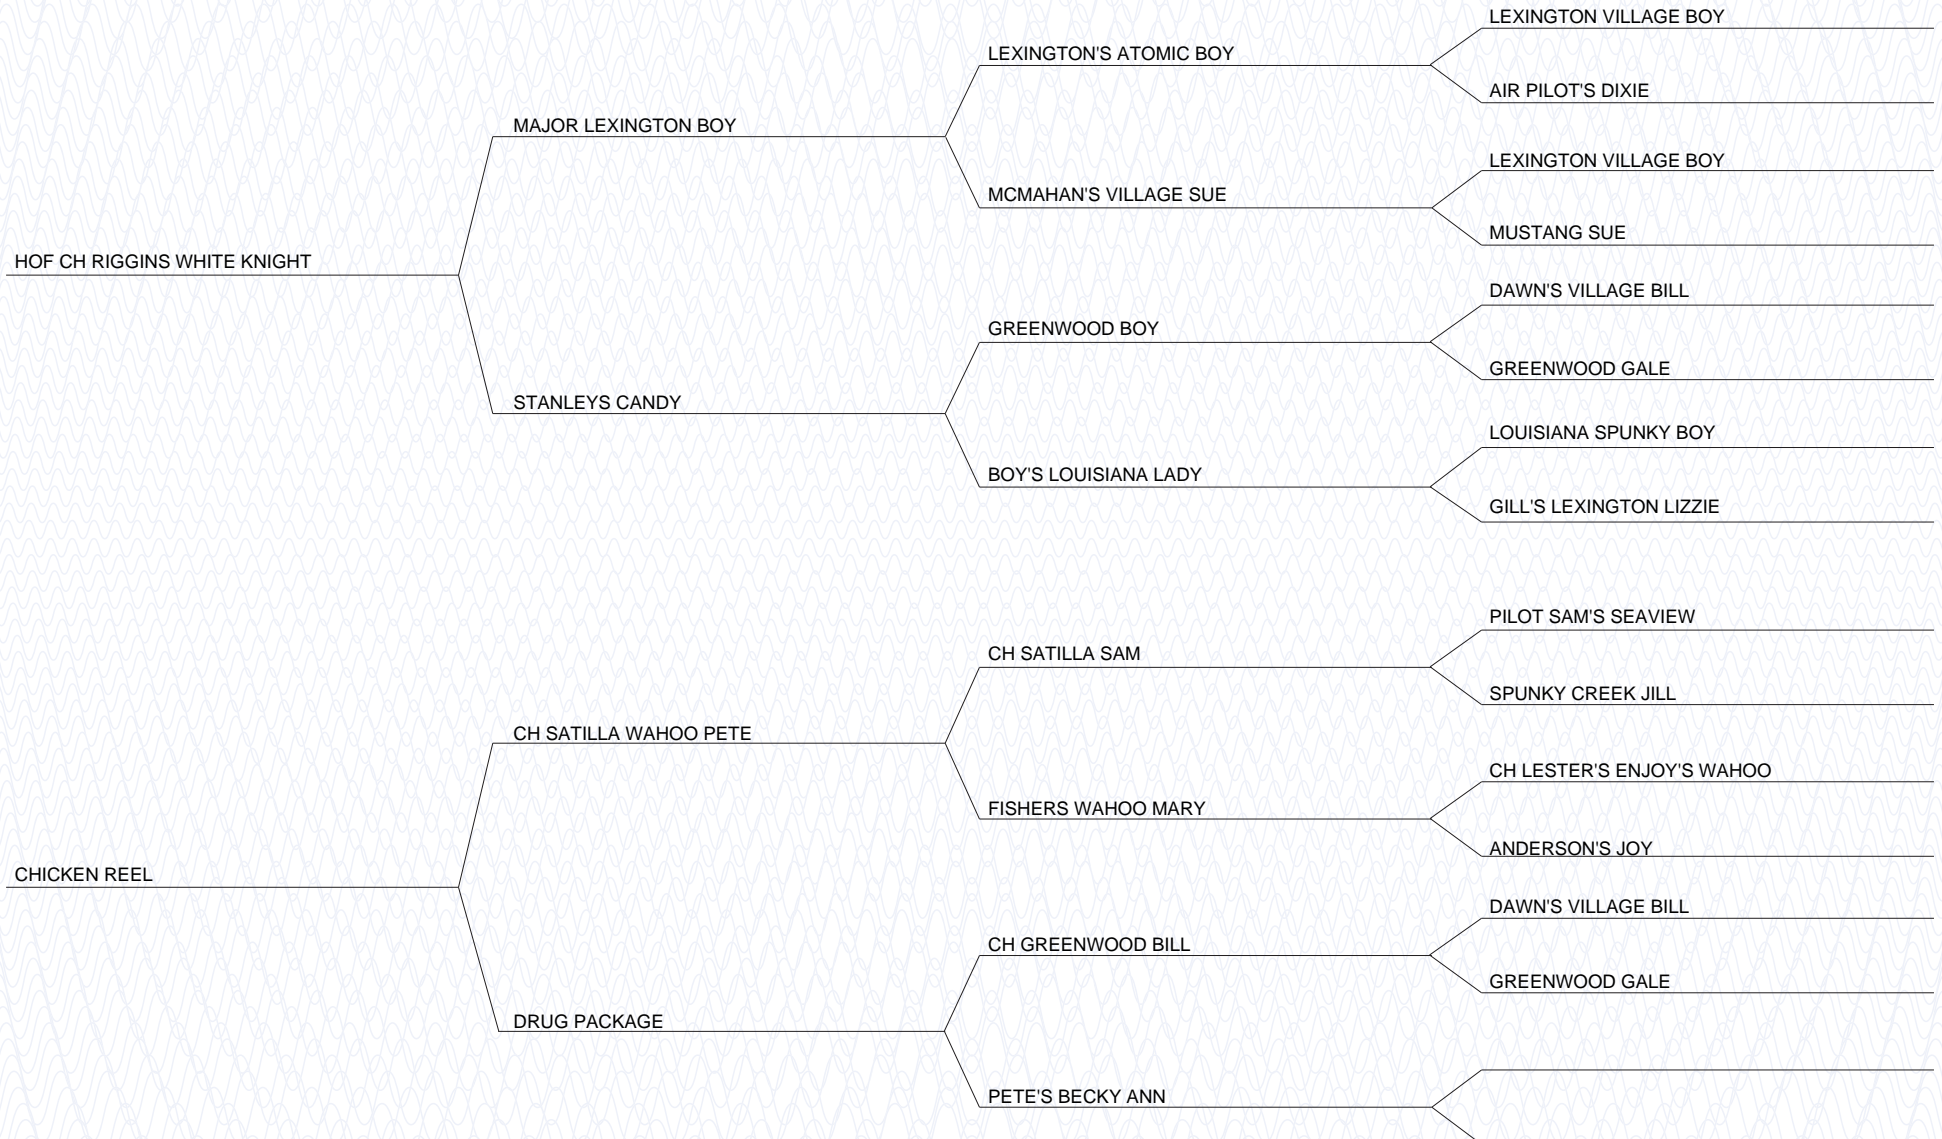 LEXINGTON VILLAGE BOY
LEXINGTON'S ATOMIC BOY
AIR PILOT'S DIXIE
MAJOR LEXINGTON BOY
LEXINGTON VILLAGE BOY
MCMAHAN'S VILLAGE SUE
MUSTANG SUE
HOF CH RIGGINS WHITE KNIGHT
DAWN'S VILLAGE BILL
GREENWOOD BOY
GREENWOOD GALE
STANLEYS CANDY
LOUISIANA SPUNKY BOY
BOY'S LOUISIANA LADY
GILL'S LEXINGTON LIZZIE
PILOT SAM'S SEAVIEW
CH SATILLA SAM
SPUNKY CREEK JILL
CH SATILLA WAHOO PETE
CH LESTER'S ENJOY'S WAHOO
FISHERS WAHOO MARY
ANDERSON'S JOY
CHICKEN REEL
DAWN'S VILLAGE BILL
CH GREENWOOD BILL
GREENWOOD GALE
DRUG PACKAGE
PETE'S BECKY ANN